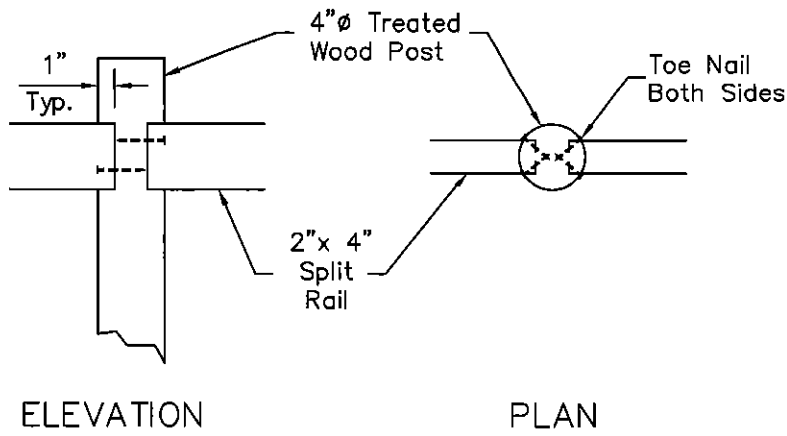 4"ø Treated
Wood Post
1"
Typ.
Toe Nail
Both Sides
2"x 4"
Split
Rail
ELEVATION
PLAN